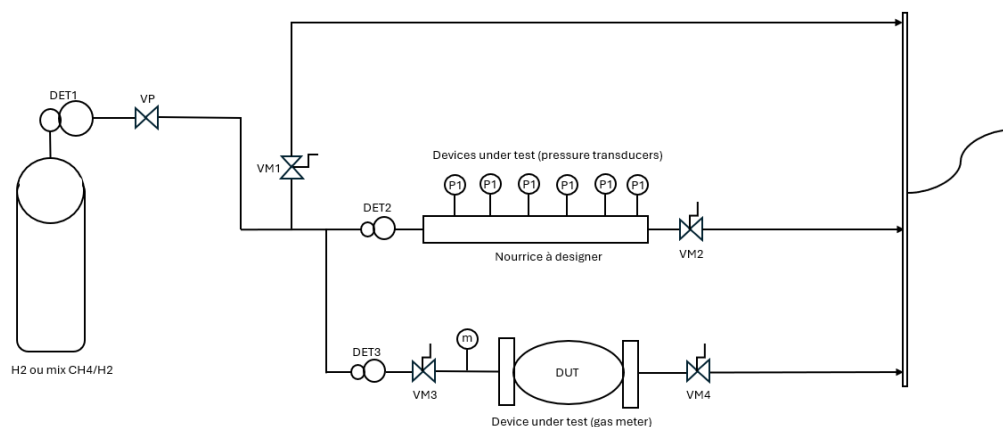 DET1
VP
VM1
Devices under test (pressure transducers)
P1 P1 P1 P1 P1 P1
DET2
Nourrice à designer
VM2
H2 ou mix CH4/H2
DET3
m
VM3
DUT
VM4
Device under test (gas meter)